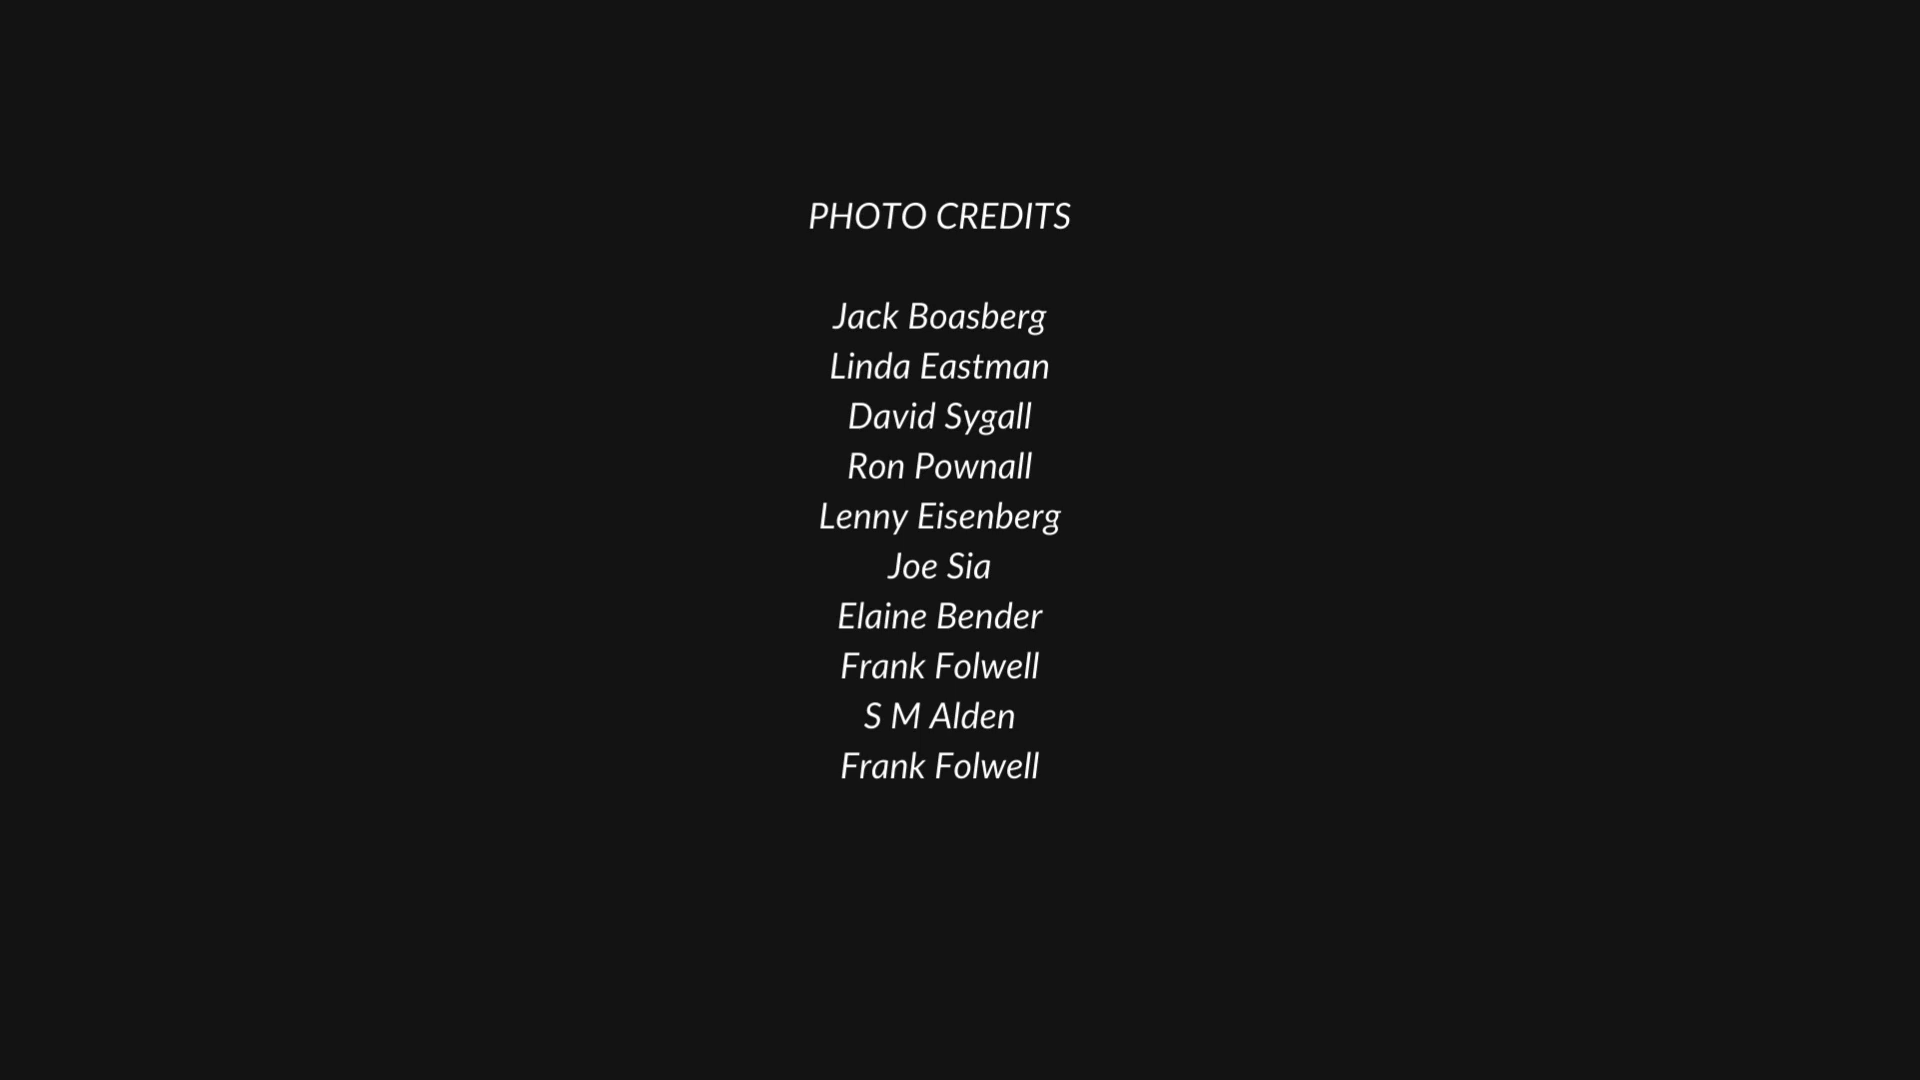 PHOTO CREDITS
Jack Boasberg
Linda Eastman
David Sygall
Ron Pownall
Lenny Eisenberg
Joe Sia
Elaine Bender
Frank Folwell
S M Alden
Frank Folwell